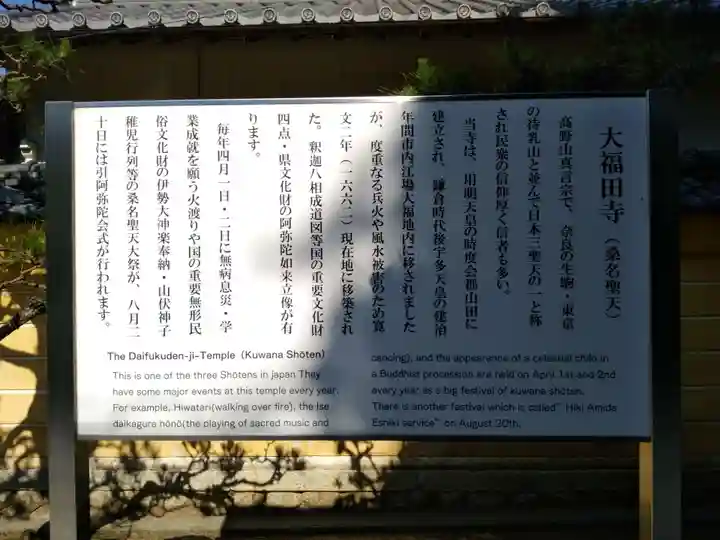 大福田寺(桑名聖天)
高野山真言宗で、奈良の生駒・東京
の待乳山と並んで日本三聖天の一と称
され民衆の信仰厚く信者も多い。
当寺は、用明天皇の時度会郡山田に
建立され、鎌倉時代後宇多天皇の建治
年間市内江場大福地内に移されました
が、度重なる兵火や風水被害のため寛
文二年(一六六二)現在地に移築され
た。釈迦八相成道図等国の重要文化財
四点・県文化財の阿弥陀如来立像が有
ります。
毎年四月一日・二日に無病息災・学
業成就を願う火渡りや国の重要無形民
俗文化財の伊勢大神楽奉納・山伏神子
稚児行列等の桑名聖天大祭が、八月二
十日には引阿弥陀会式が行われます。
The Daifukuden-ji-Temple (Kuwana Shōten)
This is one of the three Shōtens in japan They
have some major events at this temple every year.
For example, Hiwatari(walking over fire), the Ise
daikagure hōnō(the playing of sacred music and
dancing), and the appearance of a celestial child in
a Buddhist procession are held on April 1st and 2nd
every year as a big festival of kuwana shōten.
There is another festival which is called" Hiki Amida
Eshiki service" on August 20th.